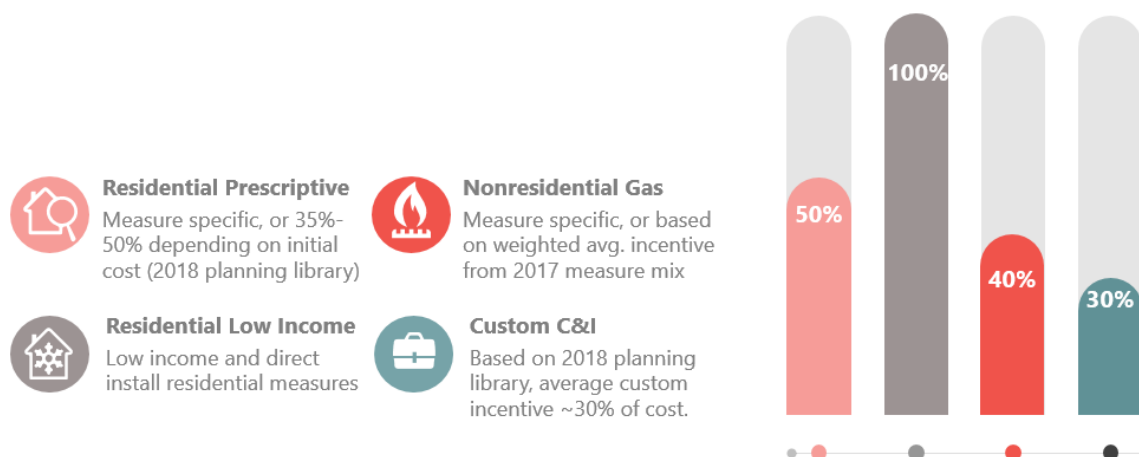 Residential Prescriptive
Measure specific, or 35%-
50% depending on initial
cost (2018 planning library)
Nonresidential Gas
Measure specific, or based
on weighted avg. incentive
from 2017 measure mix
Residential Low Income
Low income and direct
install residential measures
Custom C&I
Based on 2018 planning
library, average custom
incentive ~30% of cost.
50%
100%
40%
30%